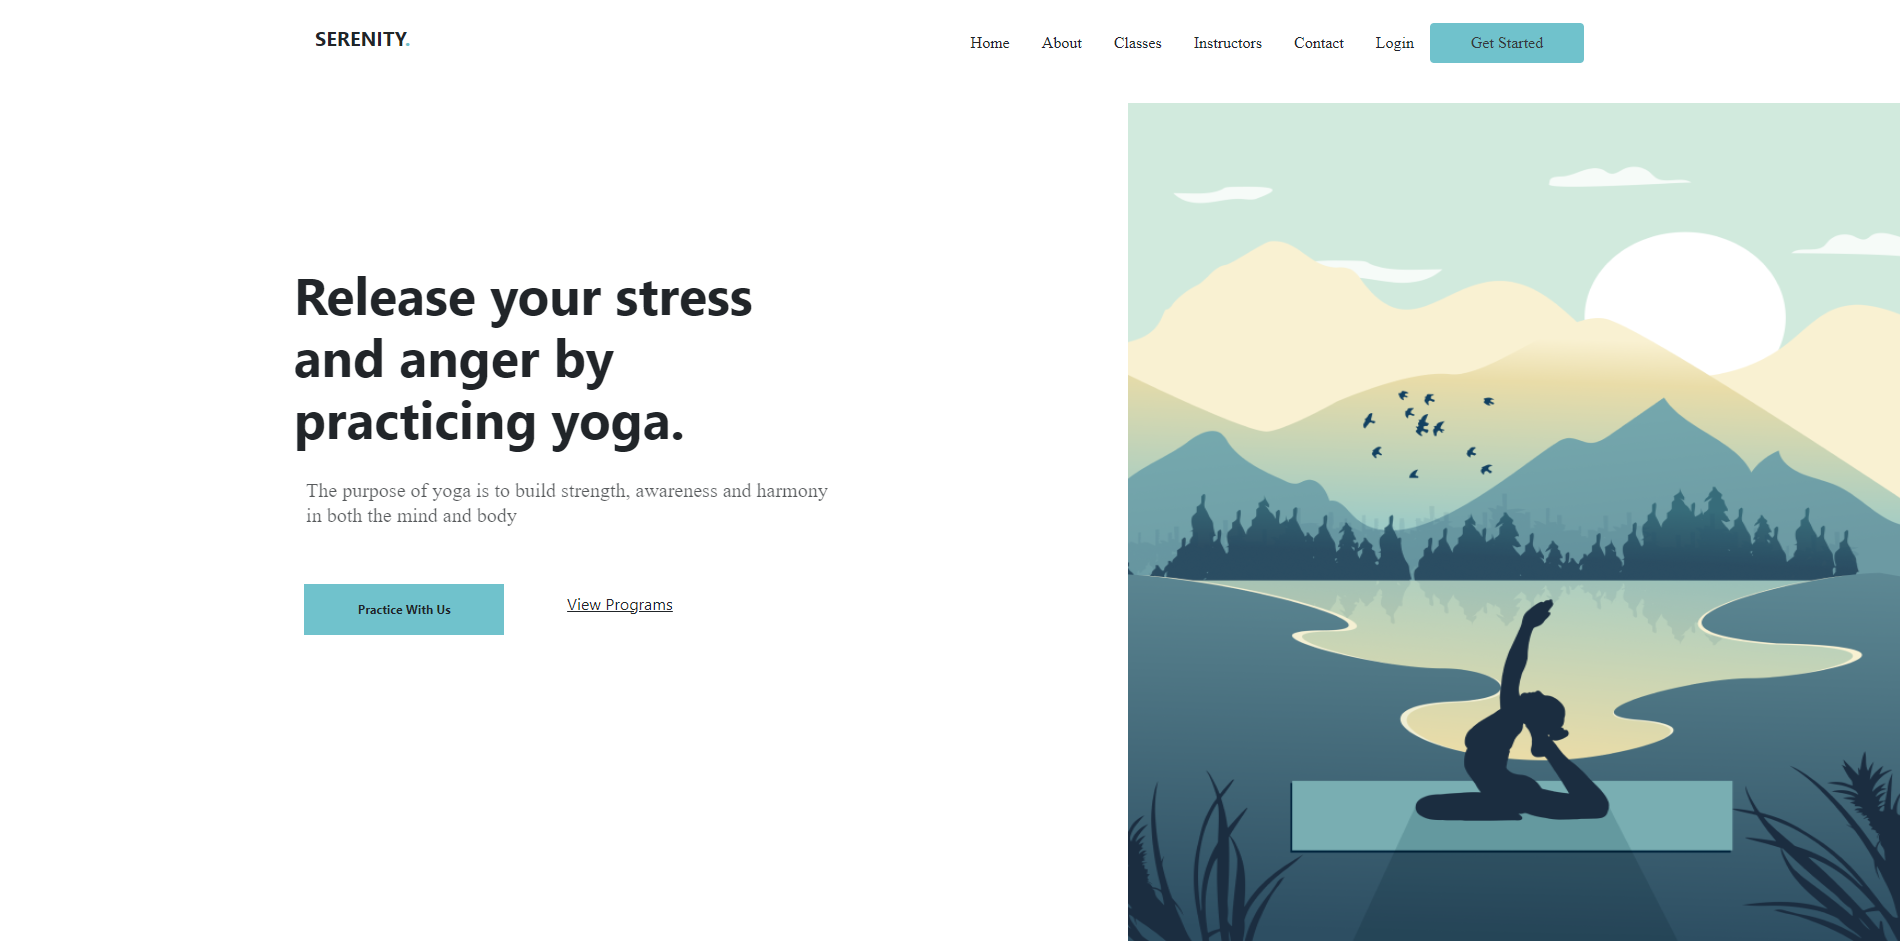 SERENITY.
Home About Classes Instructors Contact Login Get Started
Release your stress
and anger by
practicing yoga.
The purpose of yoga is to build strength, awareness and harmony
in both the mind and body
Practice With Us
View Programs